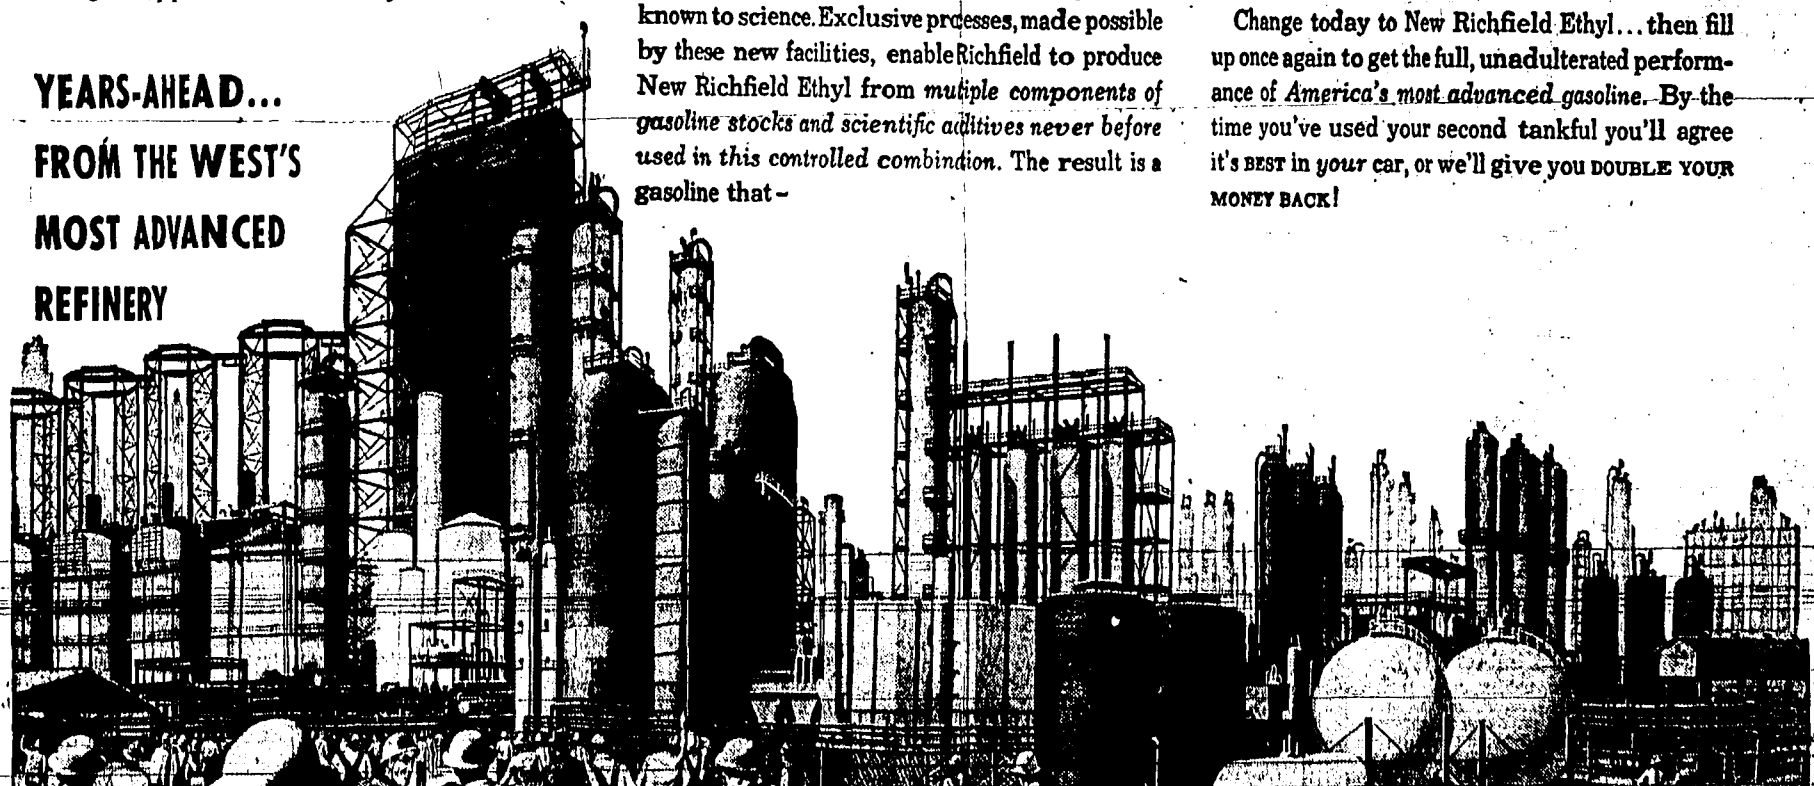 YEARS-AHEAD...
FROM THE WEST'S
MOST ADVANCED
REFINERY
known to science. Exclusive processes, made possible
by these new facilities, enable Richfield to produce
New Richfield Ethyl from multiple components of
gasoline stocks and scientific additives never before
used in this controlled combination. The result is a
gasoline that –
Change today to New Richfield Ethyl...then fill
up once again to get the full, unadulterated perform-
ance of America's most advanced gasoline. By the
time you've used your second tankful you'll agree
it's BEST in your car, or we'll give you DOUBLE YOUR
MONEY BACK!